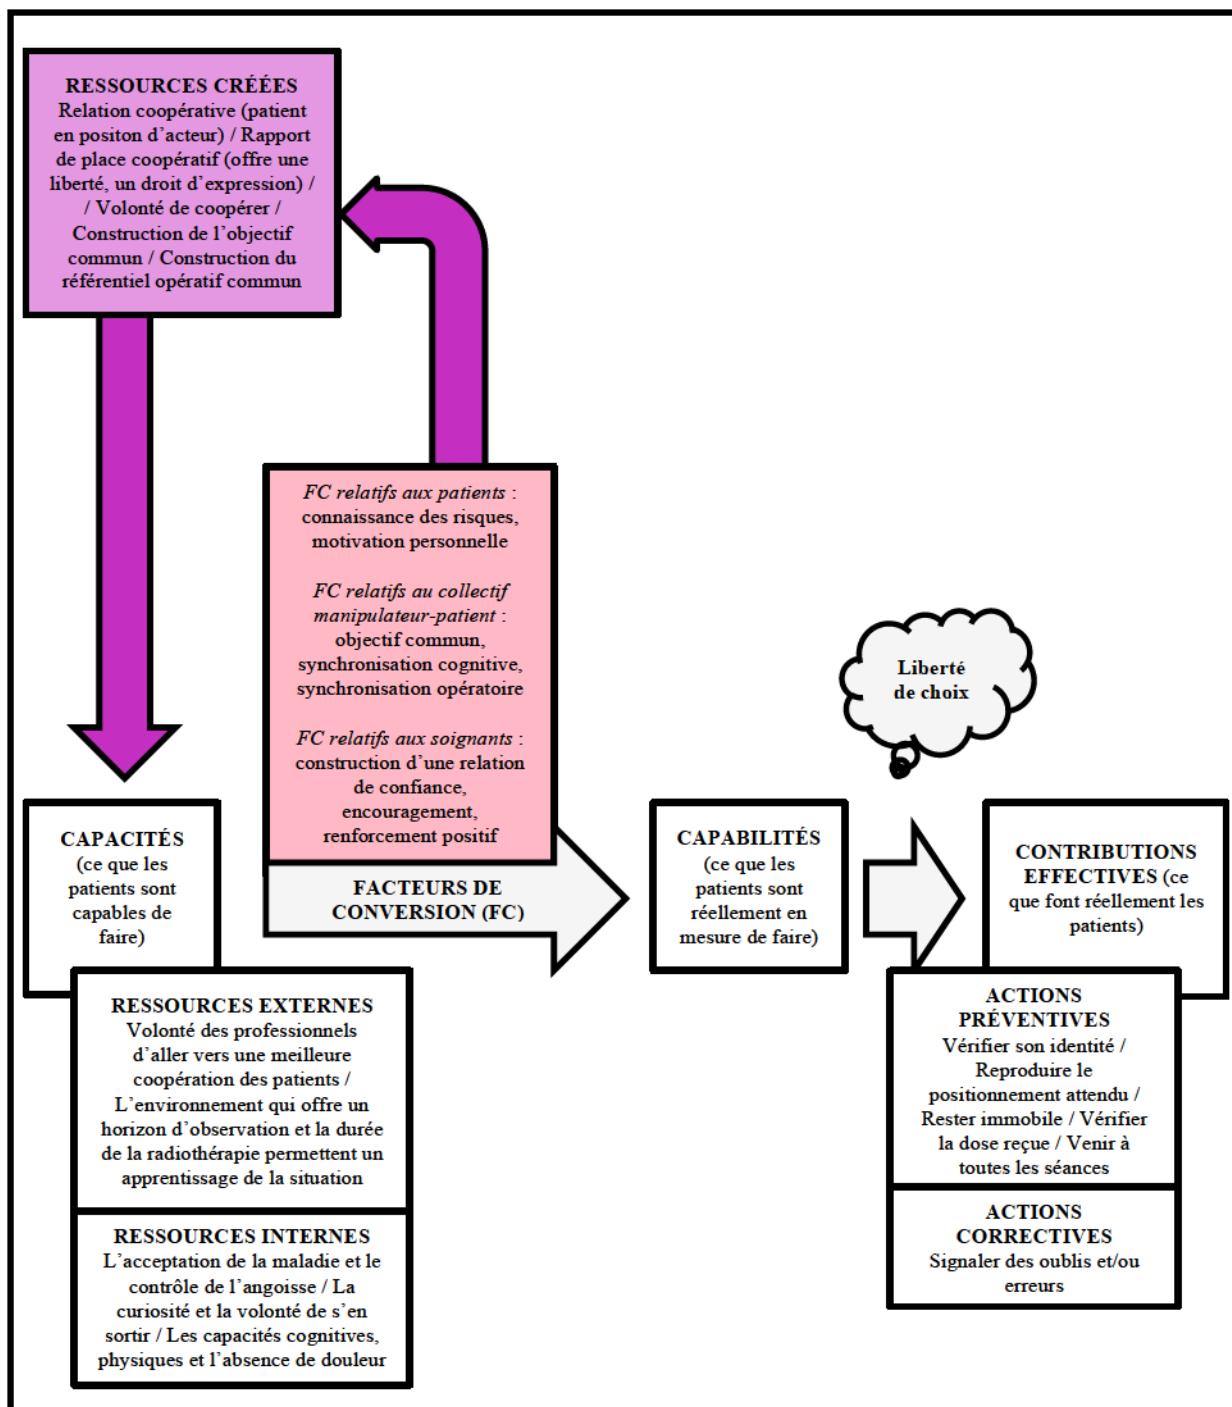 RESSOURCES CRÉÉES
Relation coopérative (patient
en positon d'acteur) / Rapport
de place coopératif (offre une
liberté, un droit d'expression) /
/ Volonté de coopérer /
Construction de l'objectif
commun / Construction du
référentiel opératif commun
FC relatifs aux patients :
connaissance des risques,
motivation personnelle
FC relatifs au collectif
manipulateur-patient :
objectif commun,
synchronisation cognitive,
synchronisation opératoire
FC relatifs aux soignants :
construction d'une relation
de confiance,
encouragement,
renforcement positif
FACTEURS DE
CONVERSION (FC)
Liberté
de choix
CAPACITÉS
(ce que les
patients sont
capables de
faire)
CAPABILITÉS
(ce que les
patients sont
réellement en
mesure de faire)
CONTRIBUTIONS
EFFECTIVES (ce
que font réellement les
patients)
RESSOURCES EXTERNES
Volonté des professionnels
d'aller vers une meilleure
coopération des patients /
L'environnement qui offre un
horizon d'observation et la durée
de la radiothérapie permettent un
apprentissage de la situation
RESSOURCES INTERNES
L'acceptation de la maladie et le
contrôle de l'angoisse / La
curiosité et la volonté de s'en
sortir / Les capacités cognitives,
physiques et l'absence de douleur
ACTIONS
PRÉVENTIVES
Vérifier son identité /
Reproduire le
positionnement attendu /
Rester immobile / Vérifier
la dose reçue / Venir à
toutes les séances
ACTIONS
CORRECTIVES
Signaler des oublis et/ou
erreurs